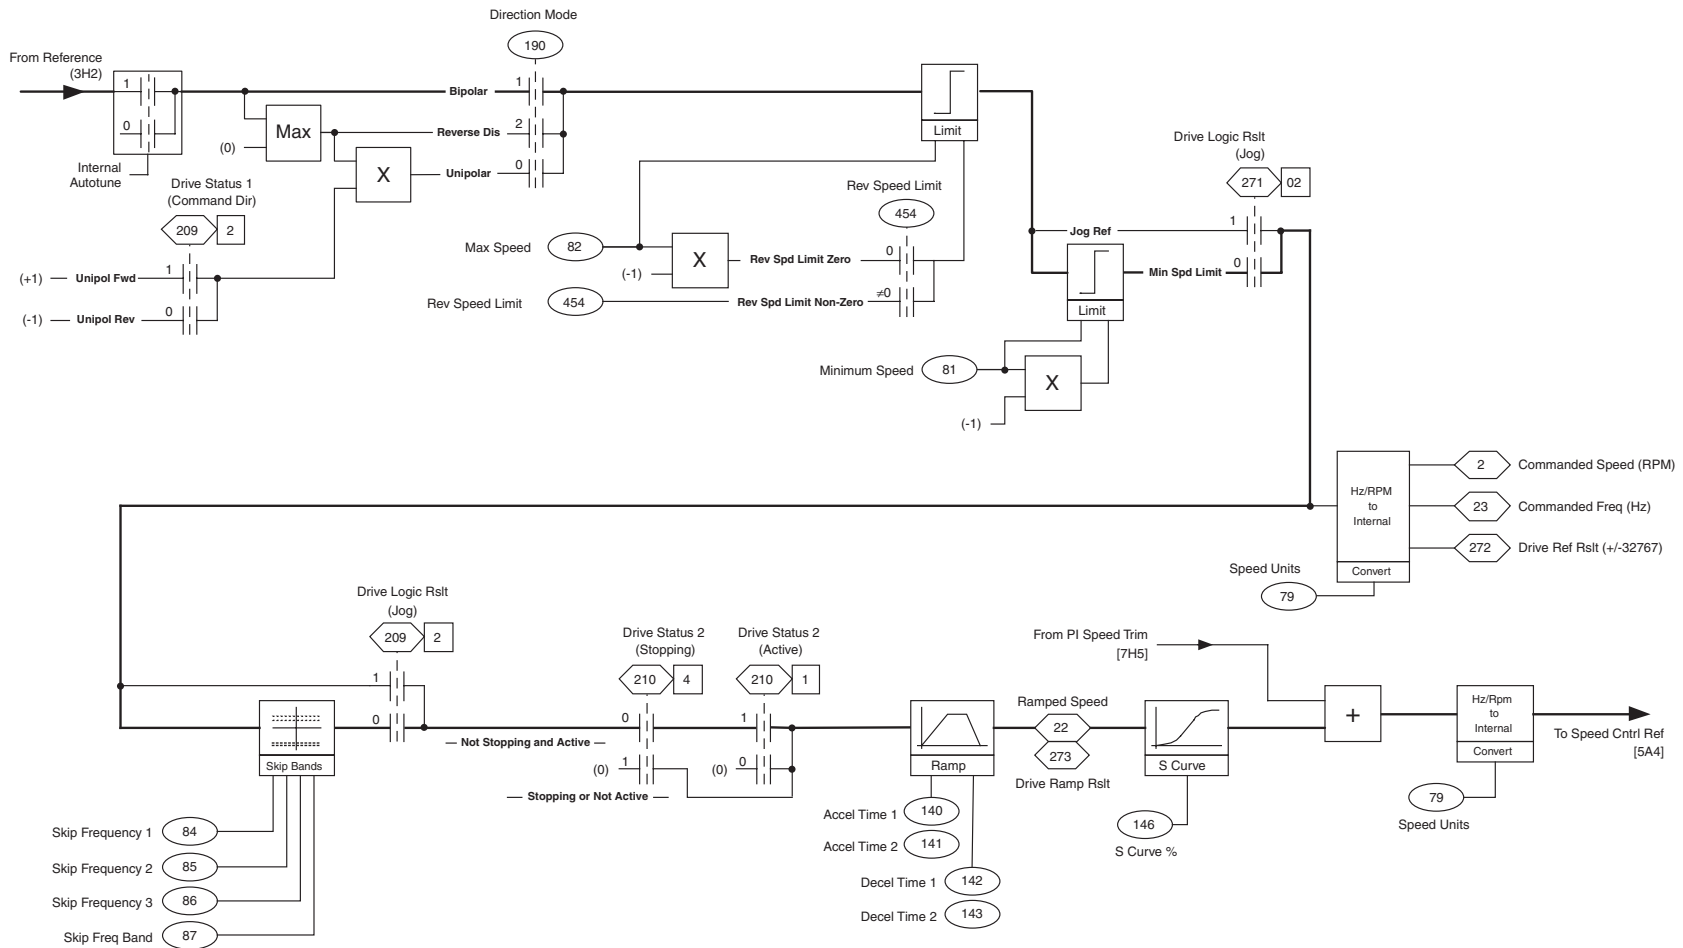 Direction Mode
190
From Reference
(3H2)
1
0
Internal
Autotune
Max
(0)
X
Bipolar
Reverse Dis
Unipolar
1
2
0
Limit
Drive Status 1
(Command Dir)
209
2
(+1)
Unipol Fwd
1
(-1)
Unipol Rev
0
Rev Speed Limit
454
Max Speed
82
(-1)
X
Rev Spd Limit Zero
0
Rev Speed Limit
454
Rev Spd Limit Non-Zero
≠0
Drive Logic Rslt
(Jog)
271
02
Jog Ref
1
Limit
Min Spd Limit
0
Minimum Speed
81
X
(-1)
Hz/RPM
to
Internal
Convert
2
Commanded Speed (RPM)
23
Commanded Freq (Hz)
272
Drive Ref Rslt (+/-32767)
Speed Units
79
Drive Logic Rslt
(Jog)
209
2
1
0
Skip Bands
Skip Frequency 1
84
Skip Frequency 2
85
Skip Frequency 3
86
Skip Freq Band
87
Drive Status 2
(Stopping)
210
4
0
Not Stopping and Active
(0)
1
Stopping or Not Active
Drive Status 2
(Active)
210
1
1
(0)
0
Ramp
Accel Time 1
140
Accel Time 2
141
Decel Time 1
142
Decel Time 2
143
Ramped Speed
22
273
Drive Ramp Rslt
S Curve
146
S Curve %
From PI Speed Trim
[7H5]
+
Hz/Rpm
to
Internal
Convert
79
Speed Units
To Speed Cntrl Ref
[5A4]